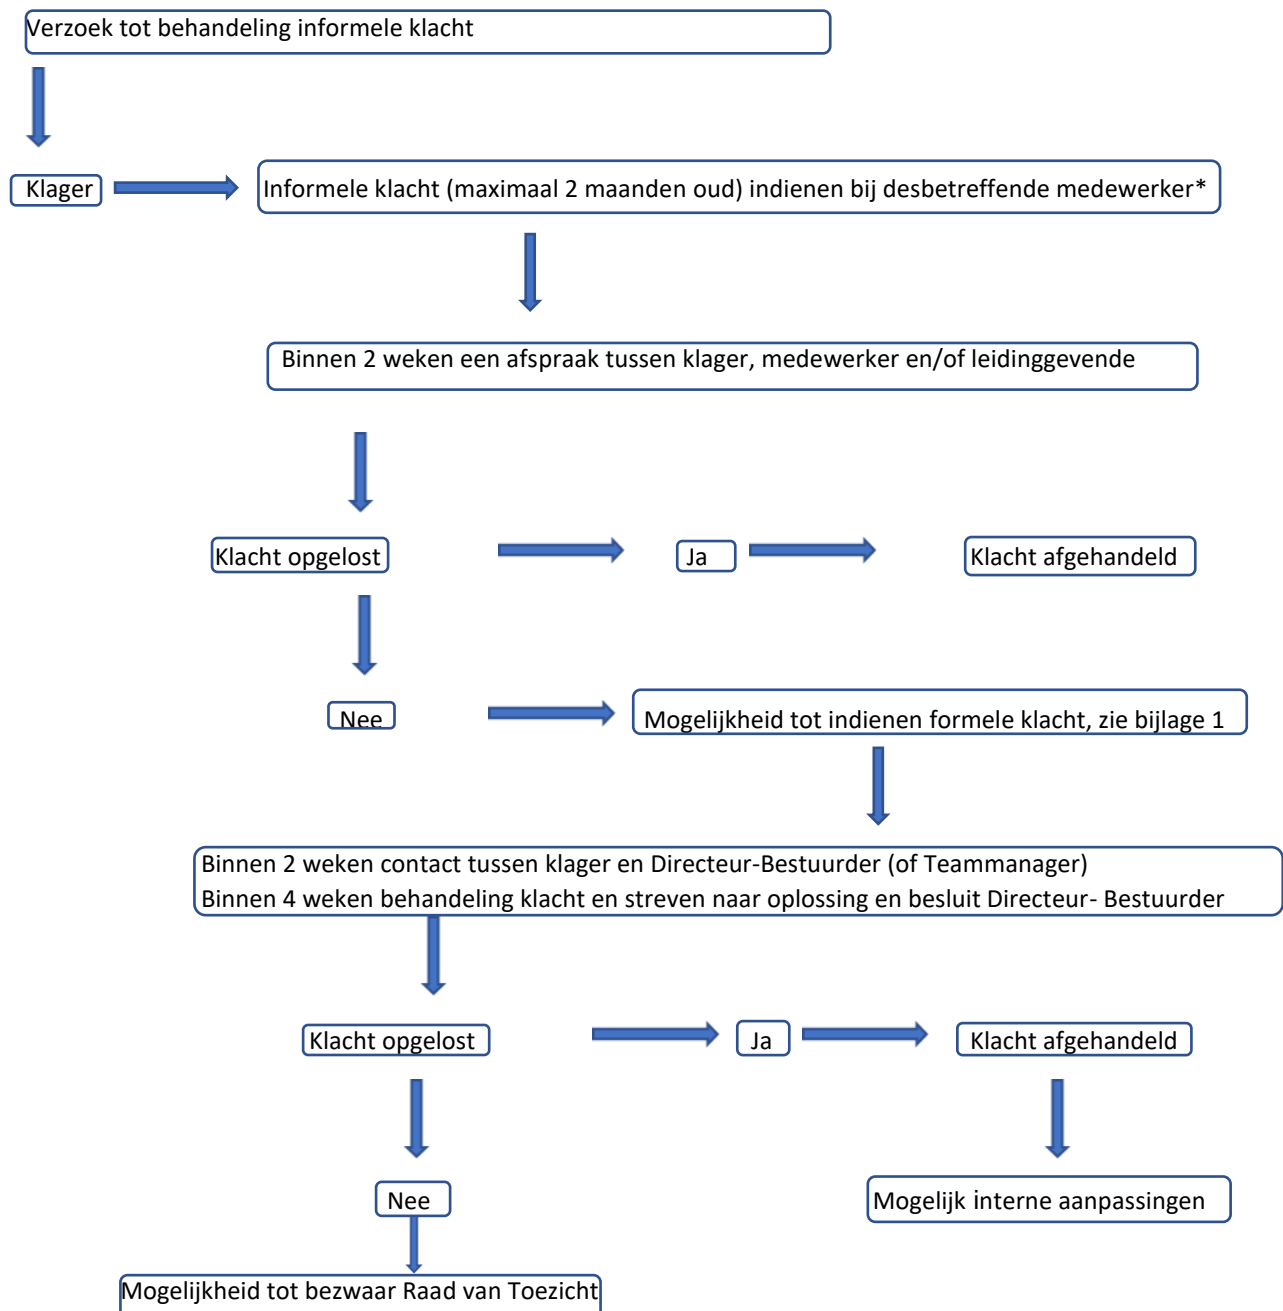 Verzoek tot behandeling informele klacht
Klager
Informele klacht (maximaal 2 maanden oud) indienen bij desbetreffende medewerker*
Binnen 2 weken een afspraak tussen klager, medewerker en/of leidinggevende
Klacht opgelost
Ja
Klacht afgehandeld
Nee
Mogelijkheid tot indienen formele klacht, zie bijlage 1
Binnen 2 weken contact tussen klager en Directeur-Bestuurder (of Teammanager)
Binnen 4 weken behandeling klacht en streven naar oplossing en besluit Directeur- Bestuurder
Klacht opgelost
Ja
Klacht afgehandeld
Nee
Mogelijk interne aanpassingen
Mogelijkheid tot bezwaar Raad van Toezicht